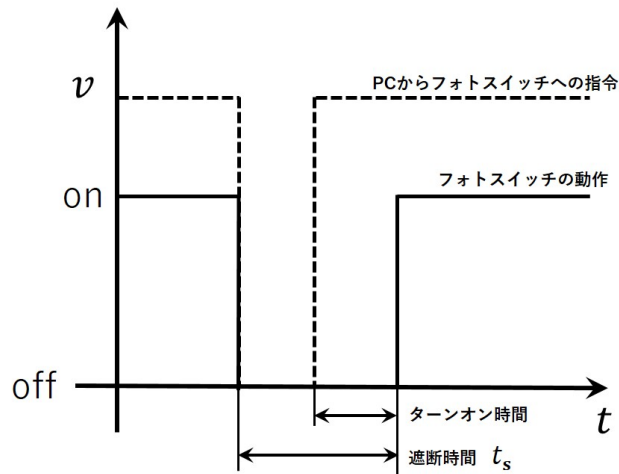 v
PCからフォトスイッチへの指令
フォトスイッチの動作
on
off
ターンオン時間
t
遮断時間 ts